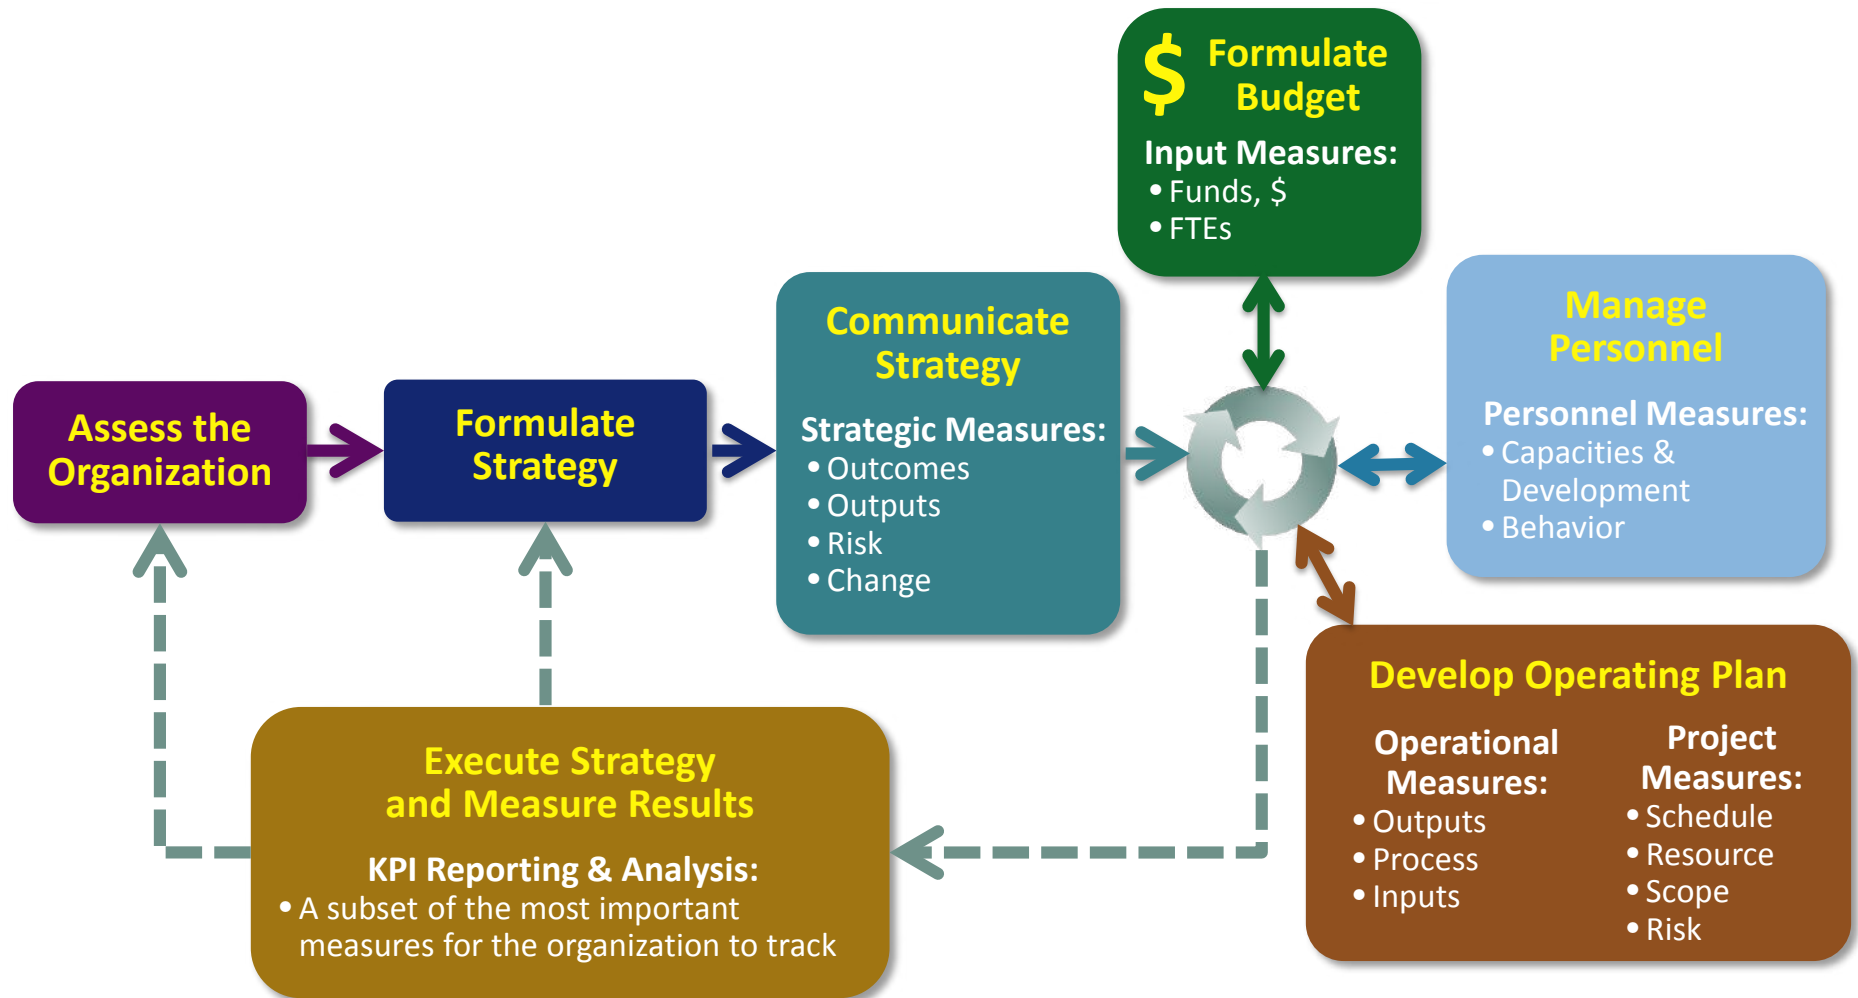 Assess the
Organization
Formulate
Strategy
Communicate
Strategy
Strategic Measures:
• Outcomes
• Outputs
• Risk
• Change
$
Formulate
Budget
Input Measures:
• Funds, $
• FTEs
Manage
Personnel
Personnel Measures:
• Capacities &
Development
• Behavior
Develop Operating Plan
Operational
Measures:
• Outputs
• Process
• Inputs
Project
Measures:
• Schedule
• Resource
• Scope
• Risk
Execute Strategy
and Measure Results
KPI Reporting & Analysis:
• A subset of the most important
measures for the organization to track